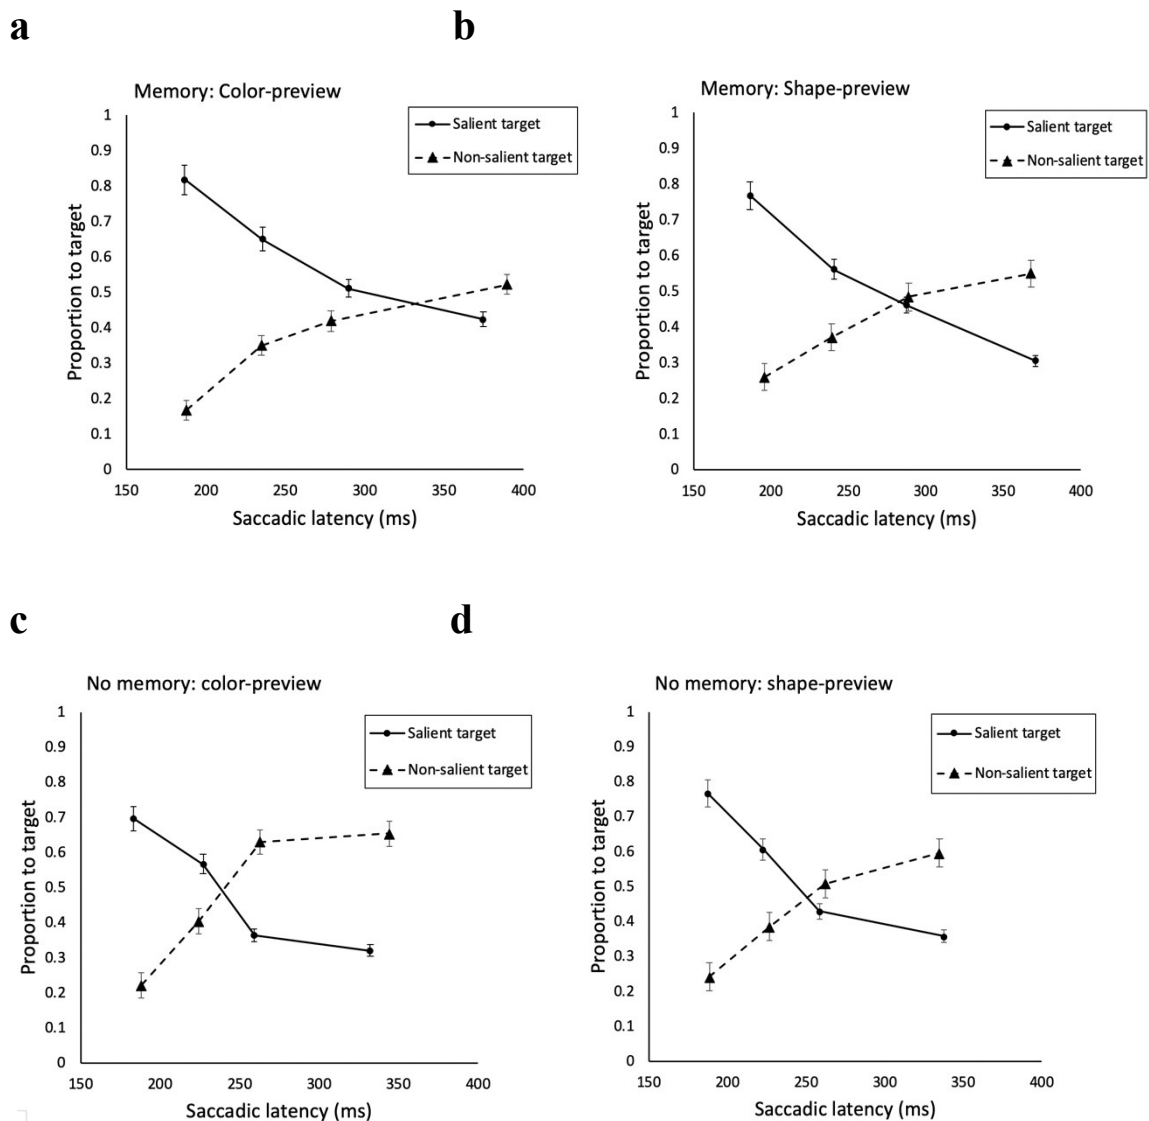 a
b
Memory: Color-preview
Salient target
Non-salient target
Proportion to target
1
0.9
0.8
0.7
0.6
0.5
0.4
0.3
0.2
0.1
0
150 200 250 300 350 400
Saccadic latency (ms)
Memory: Shape-preview
Salient target
Non-salient target
Proportion to target
1
0.9
0.8
0.7
0.6
0.5
0.4
0.3
0.2
0.1
0
150 200 250 300 350 400
Saccadic latency (ms)
c
d
No memory: color-preview
Salient target
Non-salient target
Proportion to target
1
0.9
0.8
0.7
0.6
0.5
0.4
0.3
0.2
0.1
0
150 200 250 300 350 400
Saccadic latency (ms)
No memory: shape-preview
Salient target
Non-salient target
Proportion to target
1
0.9
0.8
0.7
0.6
0.5
0.4
0.3
0.2
0.1
0
150 200 250 300 350 400
Saccadic latency (ms)